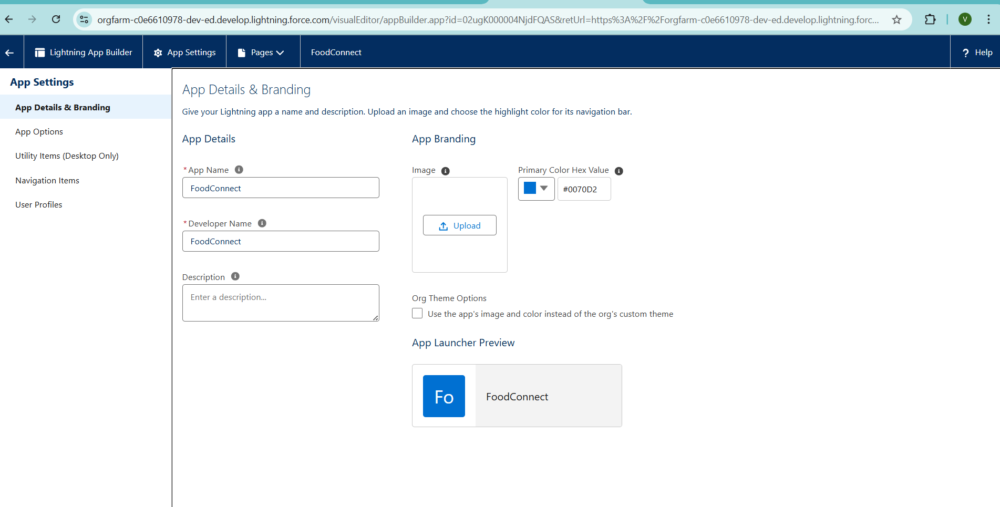 orgfarm-c0e6610978-dev-ed.develop.lightning.force.com/visualEditor/appBuilder.app?id=02ugK000004NjdFQAS&retUrl=https%3A%2F%2Forgfarm-c0e6610978-dev-ed.develop.lightning.forc...
V
Lightning App Builder
App Settings
Pages
FoodConnect
? Help
App Settings
App Details & Branding
App Options
Utility Items (Desktop Only)
Navigation Items
User Profiles
App Details & Branding
Give your Lightning app a name and description. Upload an image and choose the highlight color for its navigation bar.
App Details
* App Name
FoodConnect
* Developer Name
FoodConnect
Description
Enter a description...
App Branding
Image
Upload
Primary Color Hex Value
#0070D2
Org Theme Options
Use the app's image and color instead of the org's custom theme
App Launcher Preview
Fo
FoodConnect